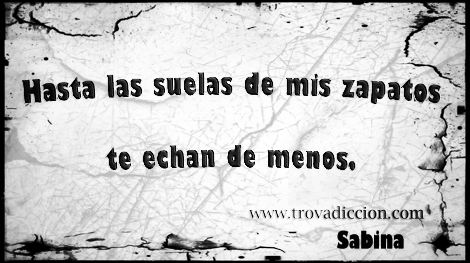 Hasta las suelas de mis zapatos
te echan de menos.
www.trovadiccion.com
Sabina